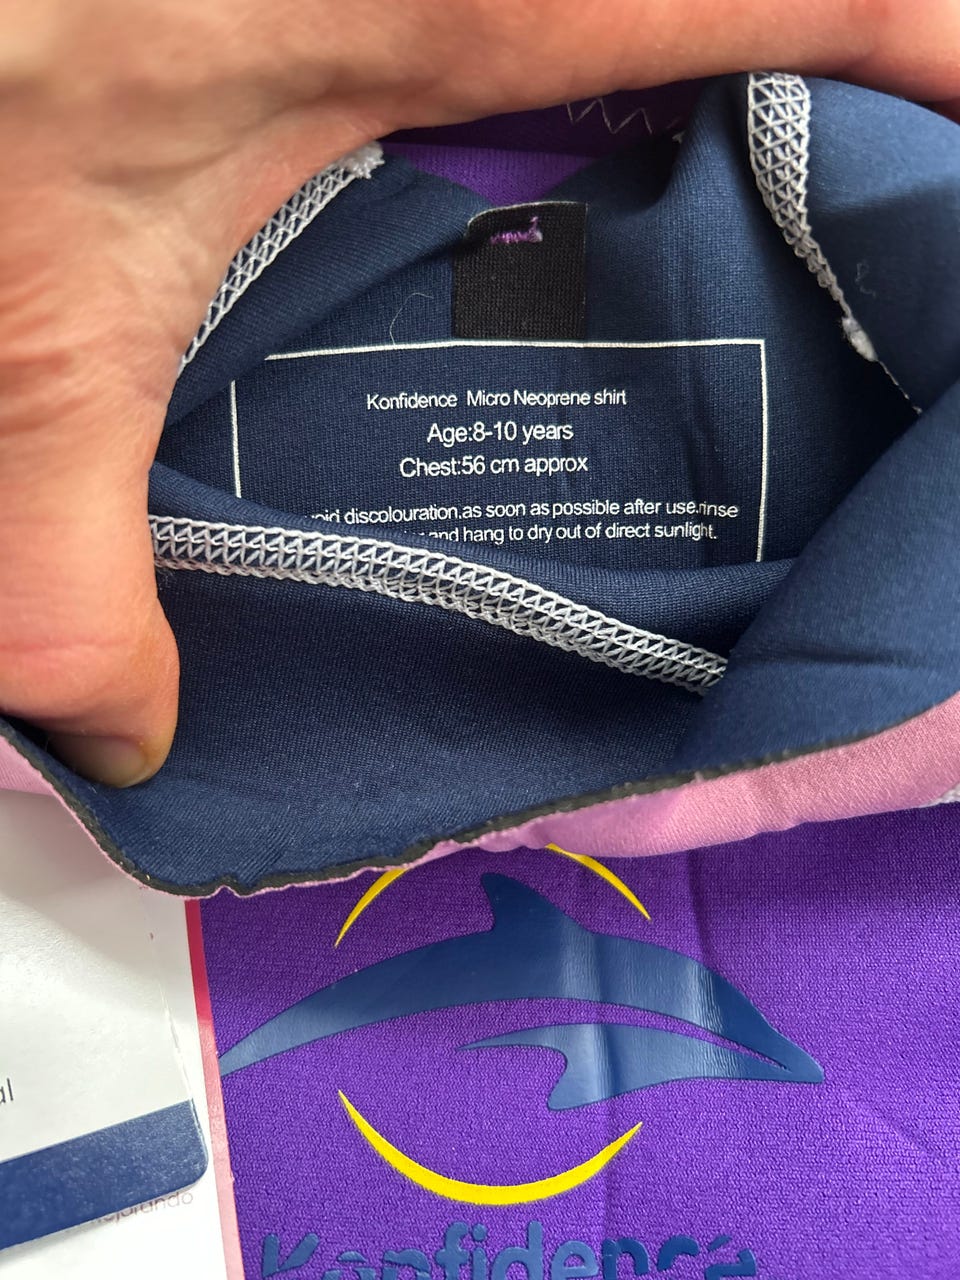 Konfidence Micro Neoprene shirt
Age:8-10 years
Chest:56 cm approx
discolouration,as soon as possible after use.rinse
and hang to dry out of direct sunlight.
Konfidence